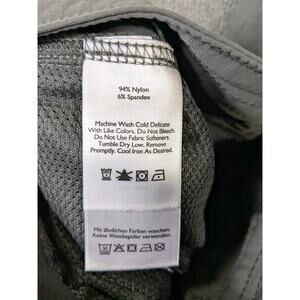 94% Nylon
6% Spandex
Machine Wash Cold Delicate
With Like Colors. Do Not Bleach.
Do Not Use Fabric Softeners.
Tumble Dry Low. Remove
Promptly. Cool Iron As Desired.
Mit ähnlichen Farben waschen.
Keine Weichspüler verwenden.